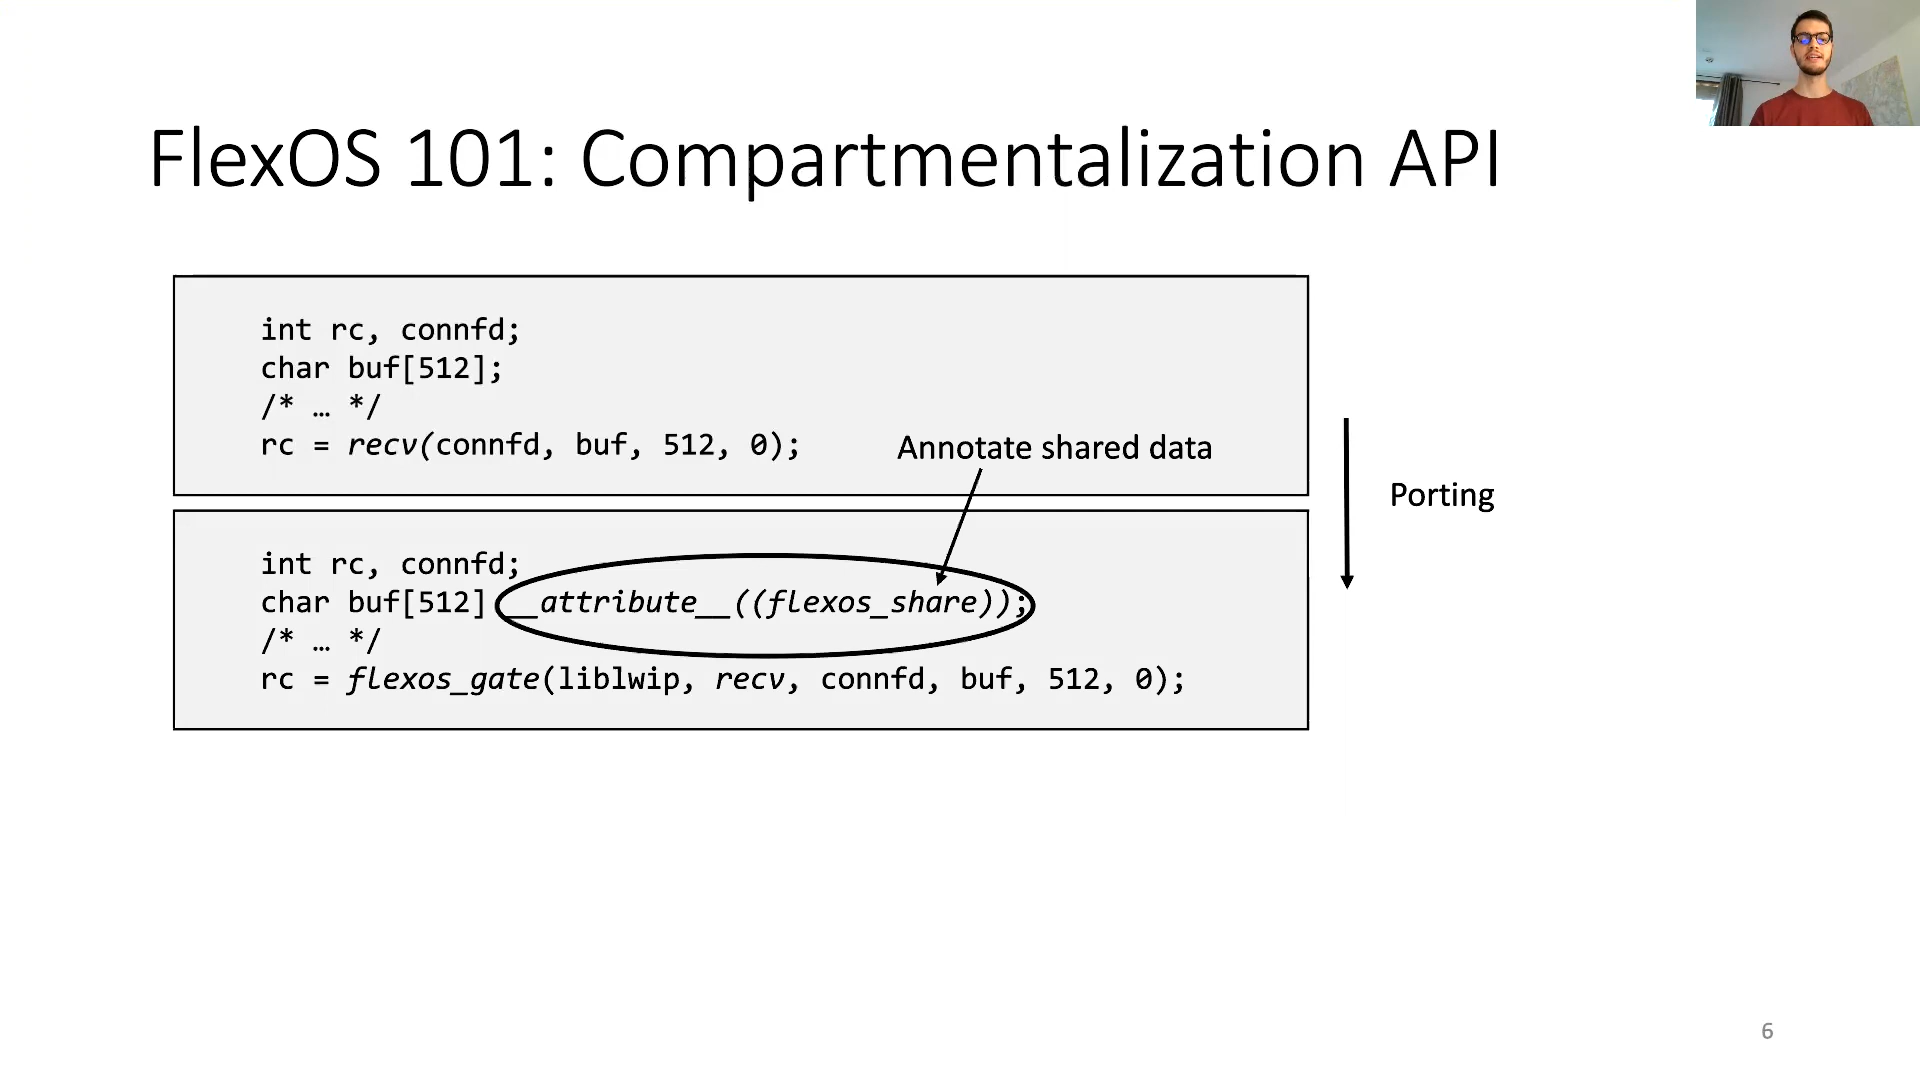 FlexOS 101: Compartmentalization API
int rc, connfd;
char buf[512];
/* … */
rc = recv(connfd, buf, 512, 0);
Annotate shared data
Porting
int rc, connfd;
char buf[512] __attribute__((flexos_share));
/* … */
rc = flexos_gate(liblwip, recv, connfd, buf, 512, 0);
6